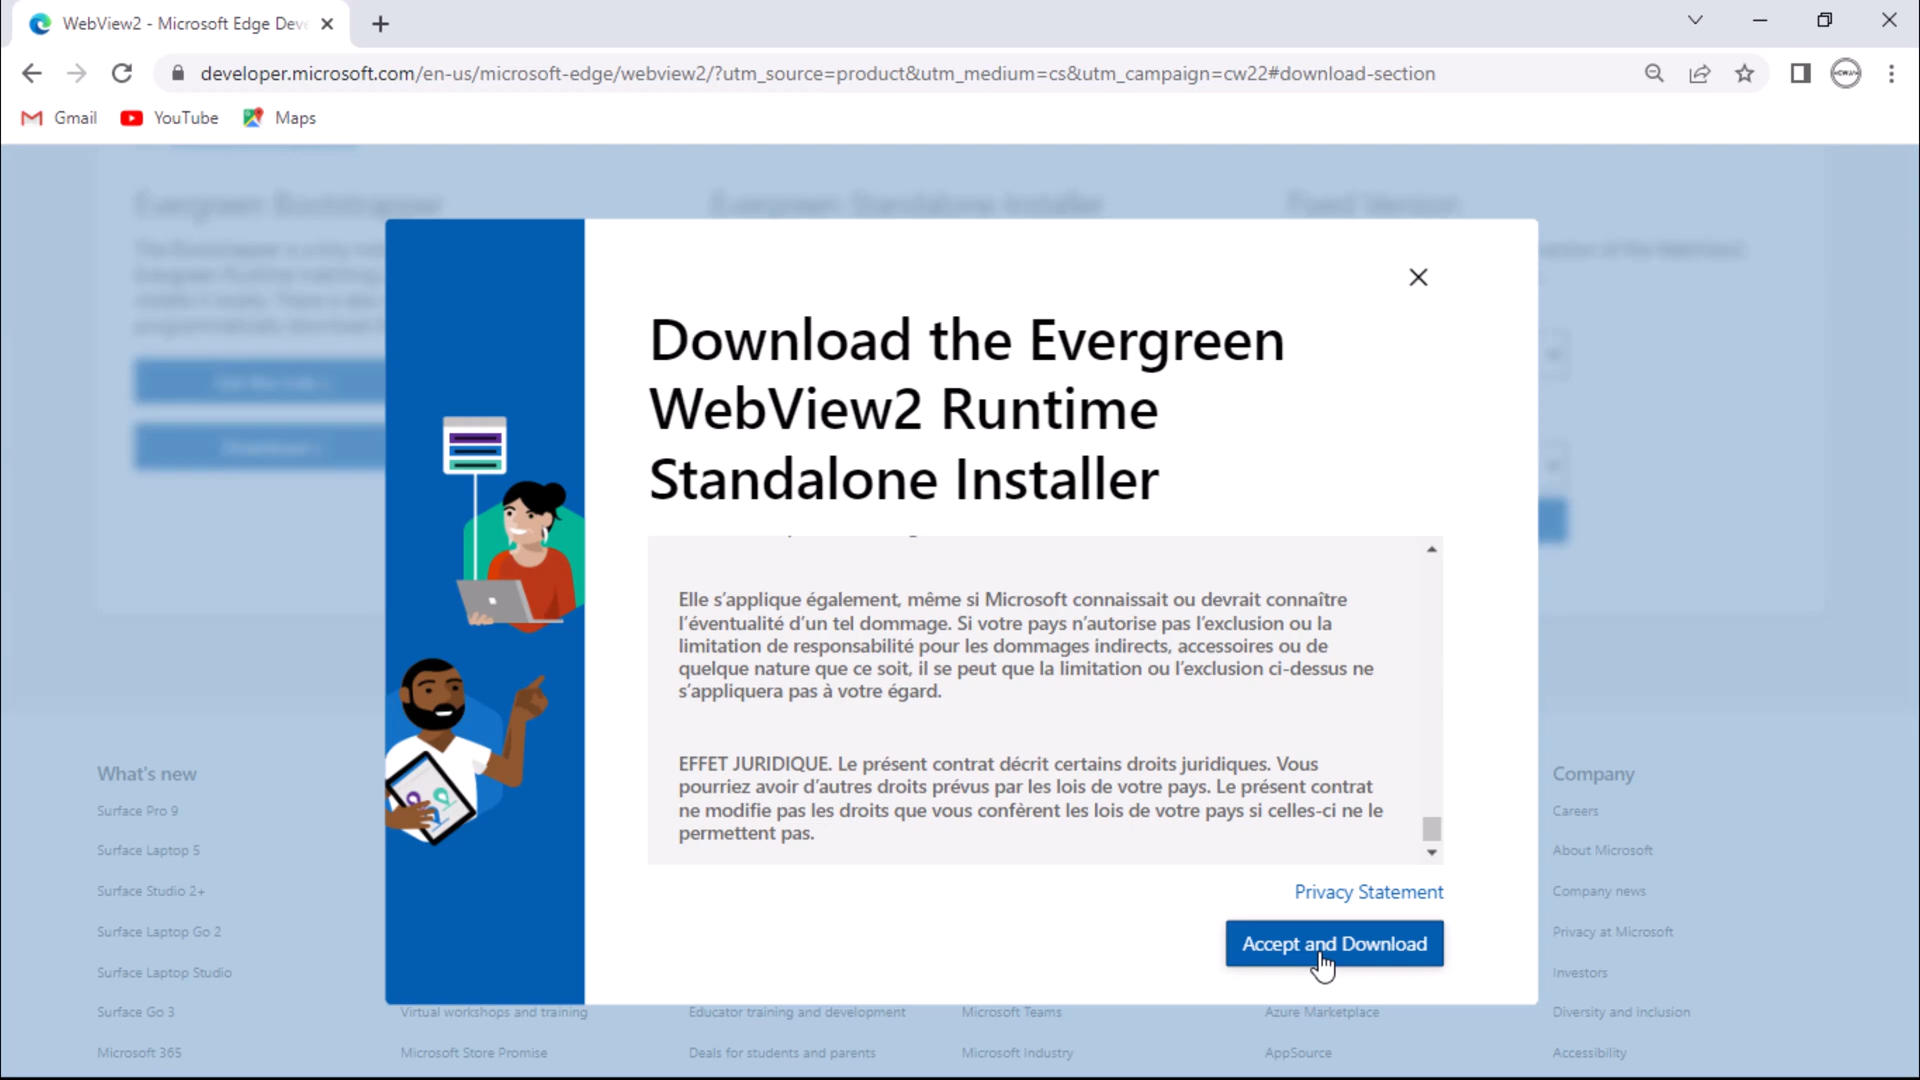 WebView2 - Microsoft Edge Deve
developer.microsoft.com/en-us/microsoft-edge/webview2/?utm_source=product&utm_medium=cs&utm_campaign=cw22#download-section
Gmail
YouTube
Maps
Evergreen Bootstrapper
Evergreen Standalone Installer
Fixed Version
Download the Evergreen
WebView2 Runtime
Standalone Installer
Elle s’applique également, même si Microsoft connaissait ou devrait connaître
l’éventualité d’un tel dommage. Si votre pays n’autorise pas l’exclusion ou la
limitation de responsabilité pour les dommages indirects, accessoires ou de
quelque nature que ce soit, il se peut que la limitation ou l’exclusion ci-dessus ne
s’appliquera pas à votre égard.
EFFET JURIDIQUE. Le présent contrat décrit certains droits juridiques. Vous
pourriez avoir d’autres droits prévus par les lois de votre pays. Le présent contrat
ne modifie pas les droits que vous confèrent les lois de votre pays si celles-ci ne le
permettent pas.
Privacy Statement
Accept and Download
What's new
Surface Pro 9
Surface Laptop 5
Surface Studio 2+
Surface Laptop Go 2
Surface Laptop Studio
Surface Go 3
Microsoft 365
Virtual workshops and training
Microsoft Store Promise
Educator training and development
Deals for students and parents
Microsoft Teams
Microsoft Industry
Azure Marketplace
AppSource
Company
Careers
About Microsoft
Company news
Privacy at Microsoft
Investors
Diversity and inclusion
Accessibility